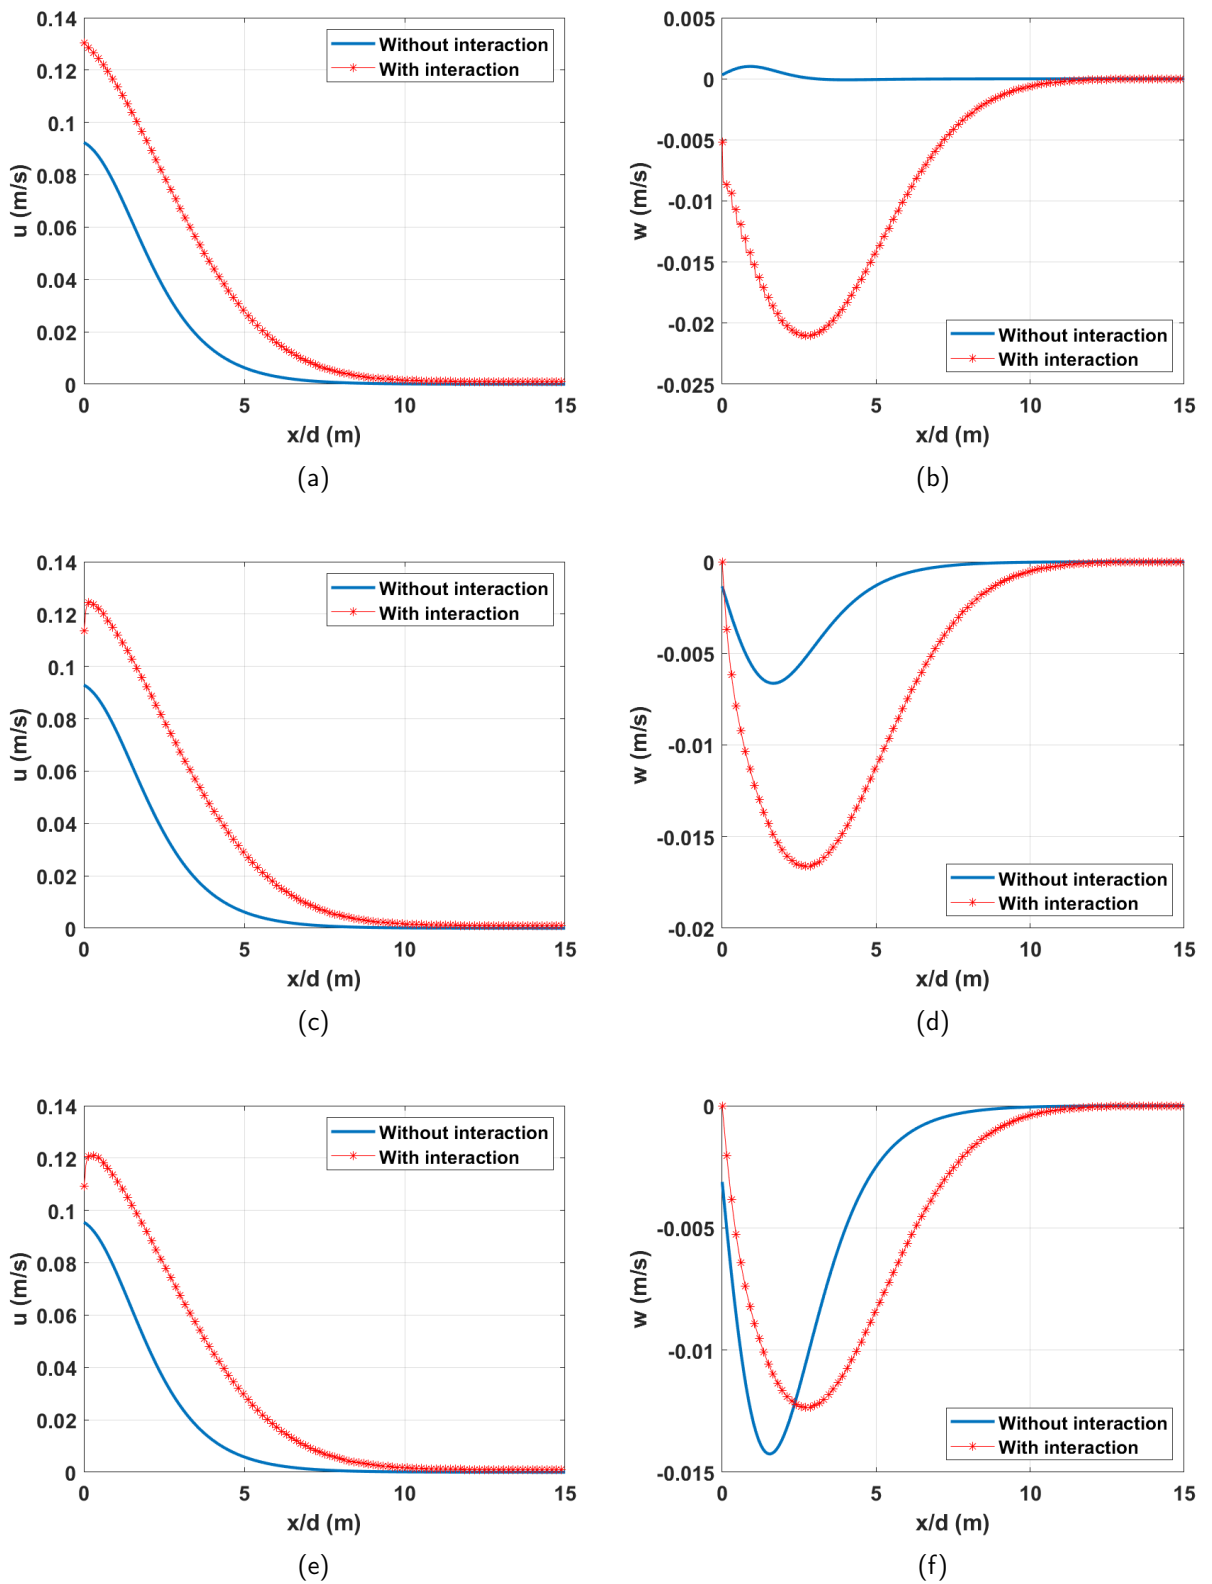 0.14
0.12
0.1
0.08
0.06
0.04
0.02
0
u (m/s)
0 5 10 15
x/d (m)
Without interaction
With interaction
(a)
0.005
0
-0.005
-0.01
-0.015
-0.02
-0.025
w (m/s)
0 5 10 15
x/d (m)
Without interaction
With interaction
(b)
0.14
0.12
0.1
0.08
0.06
0.04
0.02
0
u (m/s)
0 5 10 15
x/d (m)
Without interaction
With interaction
(c)
0
-0.005
-0.01
-0.015
-0.02
w (m/s)
0 5 10 15
x/d (m)
Without interaction
With interaction
(d)
0.14
0.12
0.1
0.08
0.06
0.04
0.02
0
u (m/s)
0 5 10 15
x/d (m)
Without interaction
With interaction
(e)
0
-0.005
-0.01
-0.015
w (m/s)
0 5 10 15
x/d (m)
Without interaction
With interaction
(f)